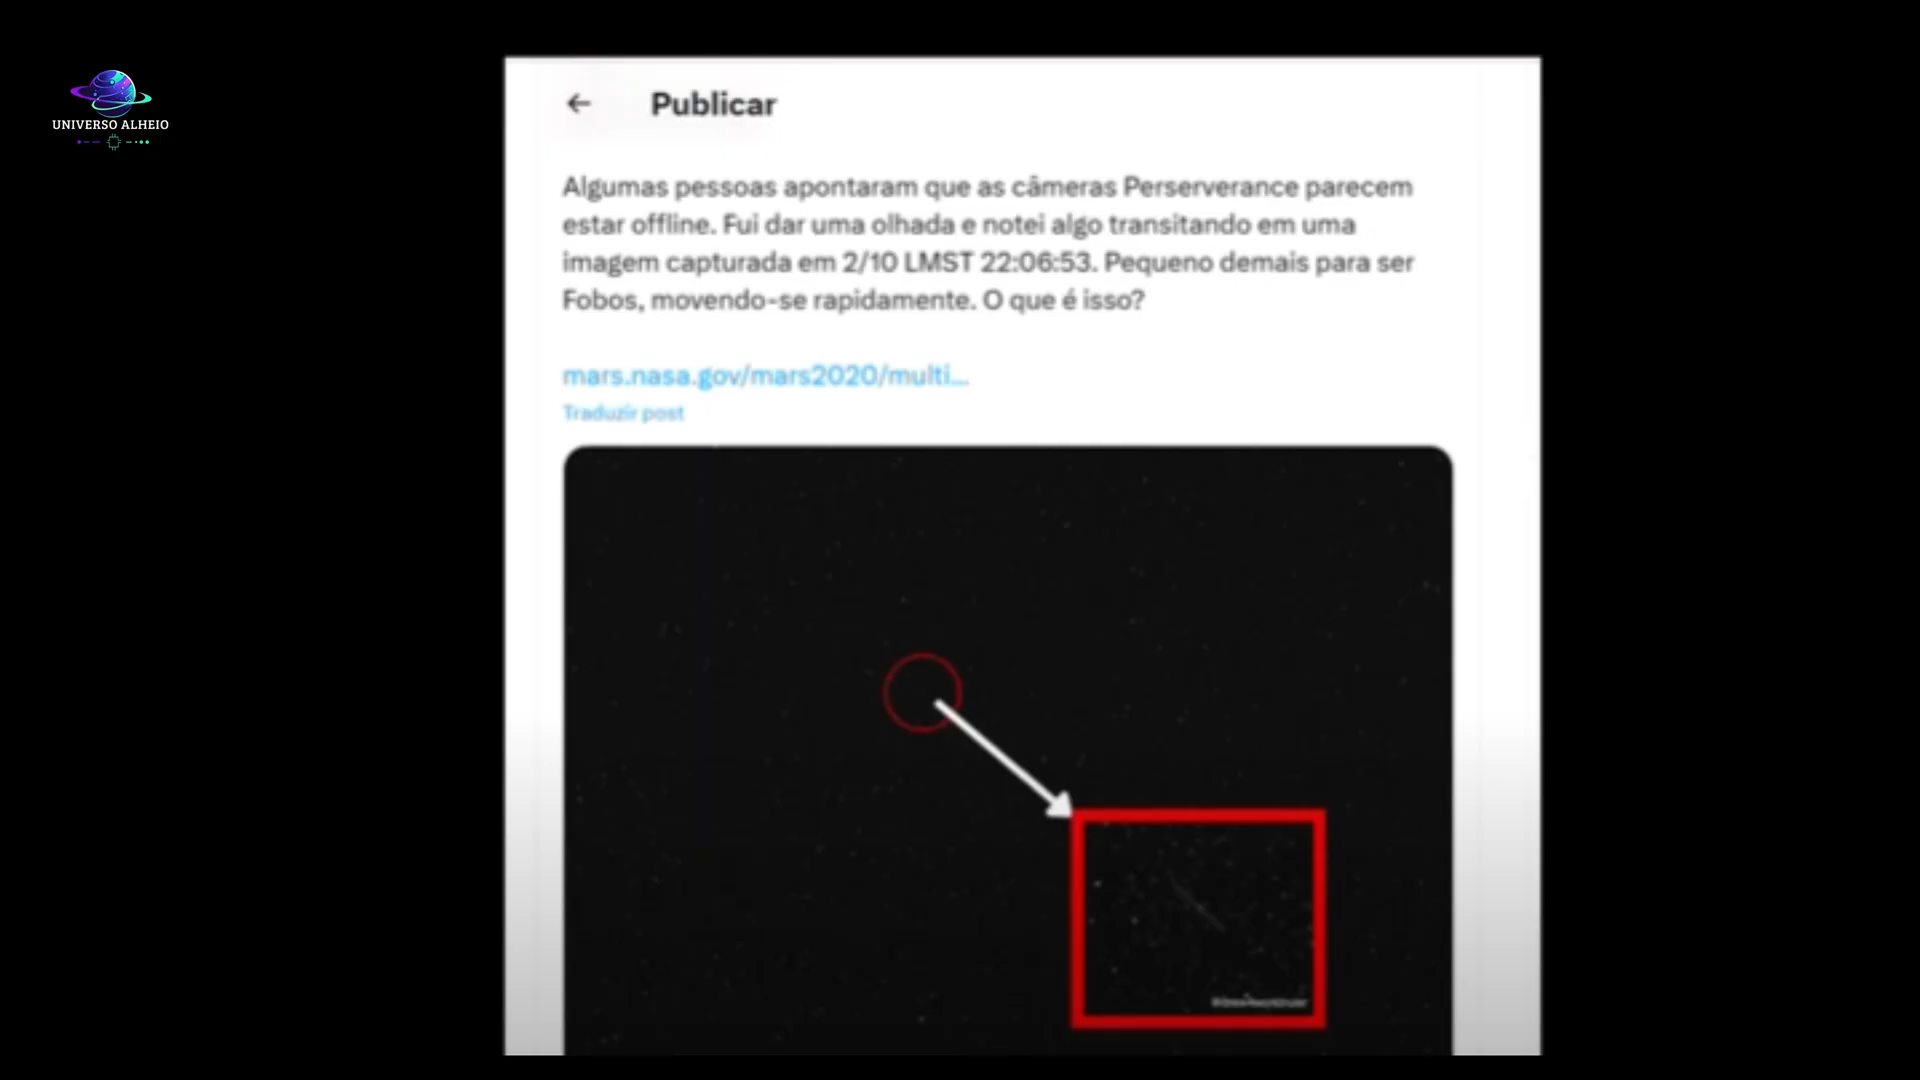 UNIVERSO ALHEIO
← Publicar
Algumas pessoas apontaram que as câmeras Perserverance parecem
estar offline. Fui dar uma olhada e notei algo transitando em uma
imagem capturada em 2/10 LMST 22:06:53. Pequeno demais para ser
Fobos, movendo-se rapidamente. O que é isso?
mars.nasa.gov/mars2020/multi...
Traduzir post